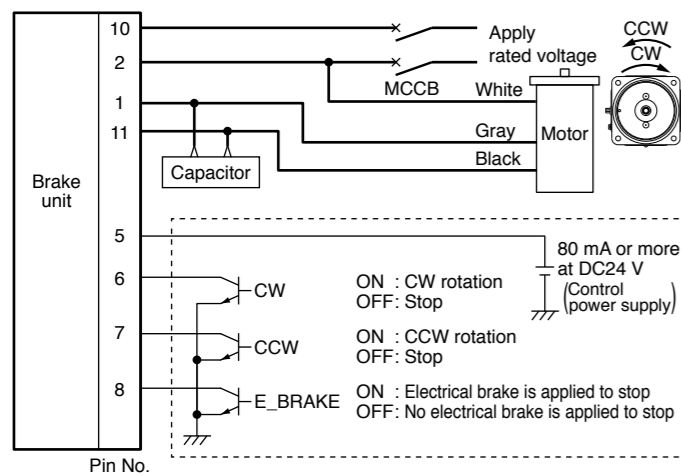 10
Apply
rated voltage
CCW
CW
2
MCCB
White
1
Gray
Motor
11
Black
Capacitor
Brake
unit
5
80 mA or more
at DC24 V
(Control
power supply)
6
CW
ON : CW rotation
OFF: Stop
7
CCW
ON : CCW rotation
OFF: Stop
8
E_BRAKE
ON : Electrical brake is applied to stop
OFF: No electrical brake is applied to stop
Pin No.